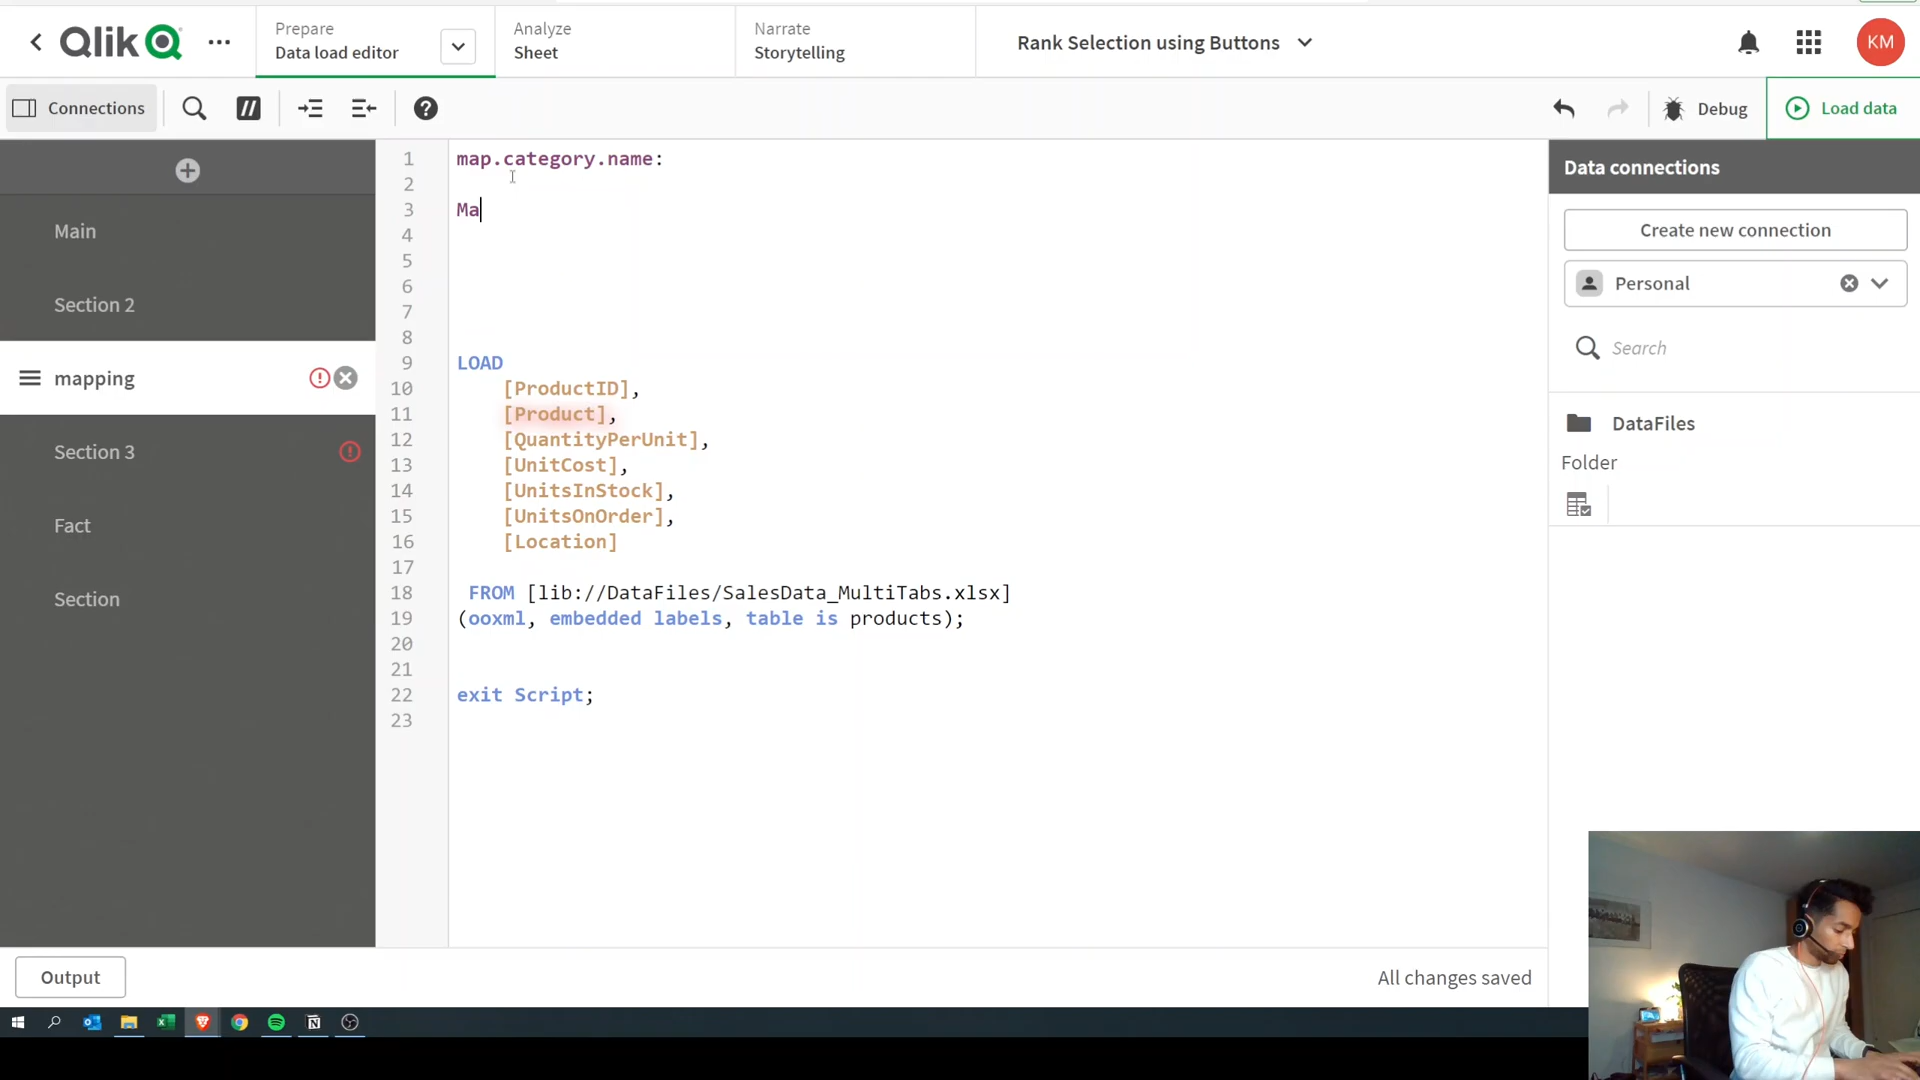 Qlik
Prepare
Data load editor
Analyze
Sheet
Narrate
Storytelling
Rank Selection using Buttons
KM
Connections
//
?
Debug
Load data
Main
Section 2
mapping
Section 3
Fact
Section
1 map.category.name:
2
3 Ma
4
5
6
7
8
9 LOAD
10 [ProductID],
11 [Product],
12 [QuantityPerUnit],
13 [UnitCost],
14 [UnitsInStock],
15 [UnitsOnOrder],
16 [Location]
17
18 FROM [lib://DataFiles/SalesData_MultiTabs.xlsx]
19 (ooxml, embedded labels, table is products);
20
21
22 exit Script;
23
Data connections
Create new connection
Personal
Search
DataFiles
Folder
Output
All changes saved